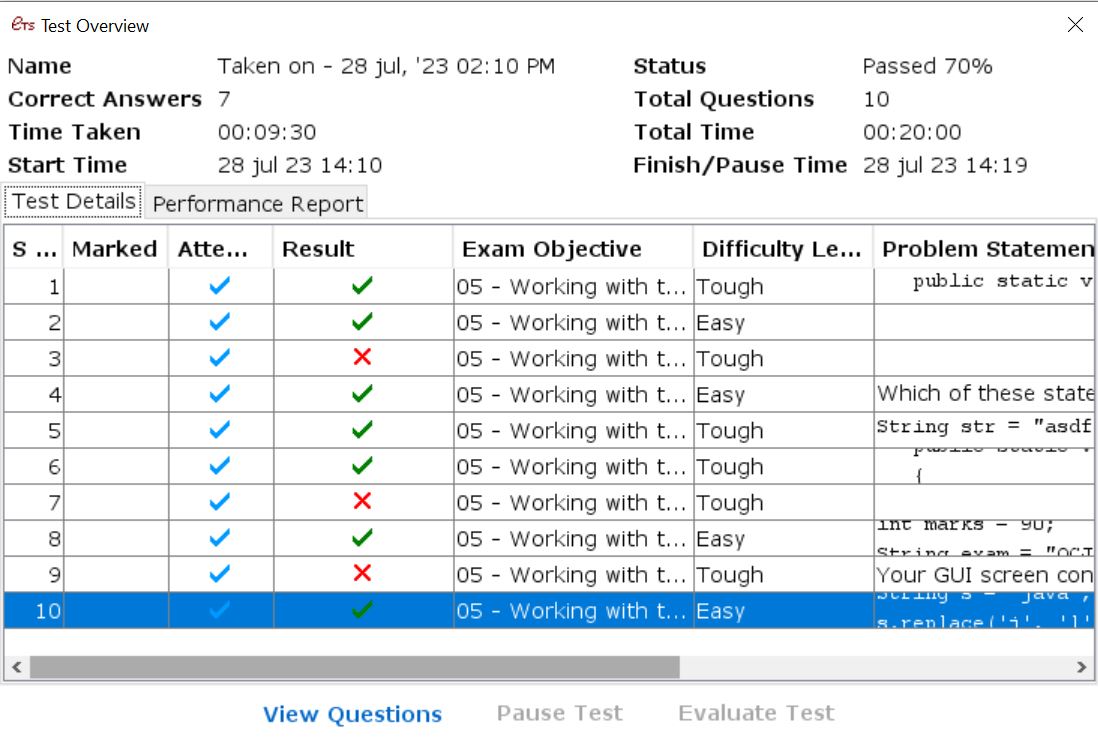 ETS Test Overview
Name Taken on - 28 jul, '23 02:10 PM Status Passed 70%
Correct Answers 7 Total Questions 10
Time Taken 00:09:30 Total Time 00:20:00
Start Time 28 jul 23 14:10 Finish/Pause Time 28 jul 23 14:19
Test Details Performance Report
S ... Marked Atte... Result Exam Objective Difficulty Le... Problem Statemen
1 05 - Working with t... Tough public static v
2 05 - Working with t... Easy
3 05 - Working with t... Tough
4 05 - Working with t... Easy Which of these state
5 05 - Working with t... Tough String str = "asdf
6 05 - Working with t... Tough public static v
{
7 05 - Working with t... Tough
8 05 - Working with t... Easy int marks = 90;
String exam = "OCJ
9 05 - Working with t... Tough Your GUI screen con
10 05 - Working with t... Easy String s = "java",
s.replace('j', 'l'
View Questions Pause Test Evaluate Test